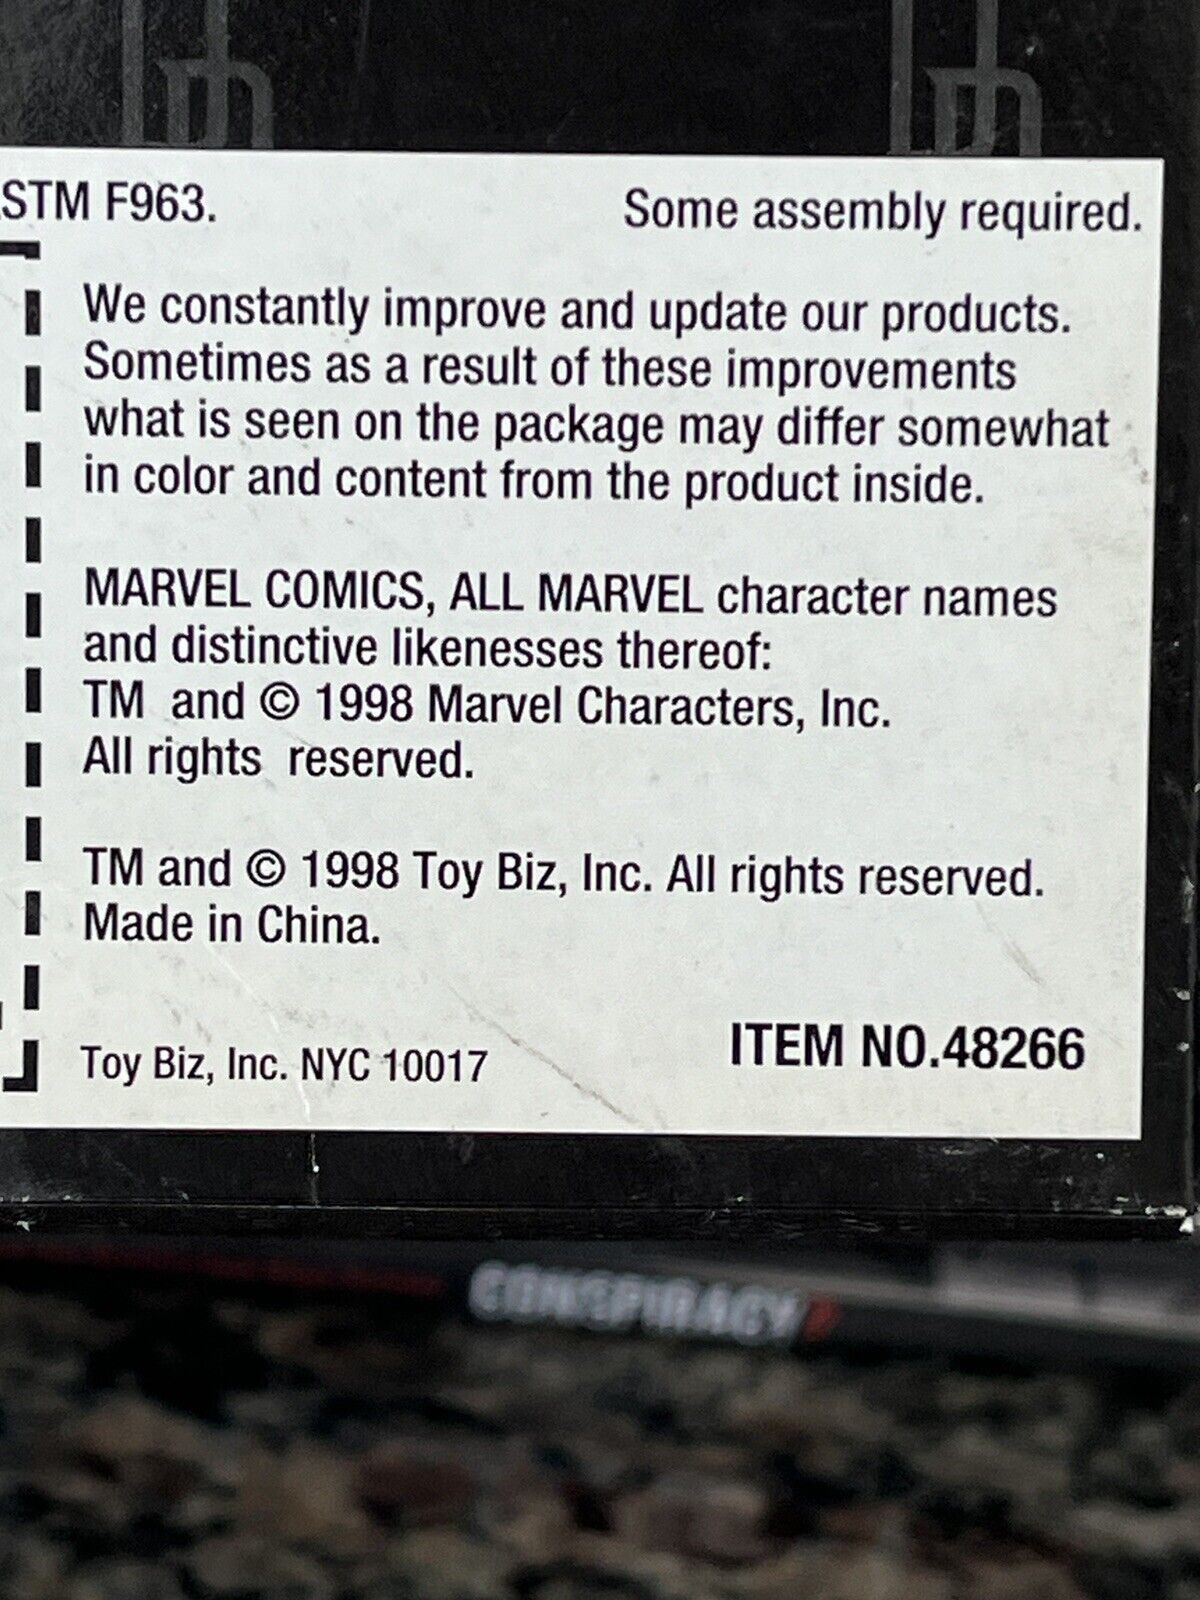 STM F963.
Some assembly required.
We constantly improve and update our products.
Sometimes as a result of these improvements
what is seen on the package may differ somewhat
in color and content from the product inside.
MARVEL COMICS, ALL MARVEL character names
and distinctive likenesses thereof:
TM and © 1998 Marvel Characters, Inc.
All rights reserved.
TM and © 1998 Toy Biz, Inc. All rights reserved.
Made in China.
Toy Biz, Inc. NYC 10017
ITEM NO.48266
CONSPIRACY